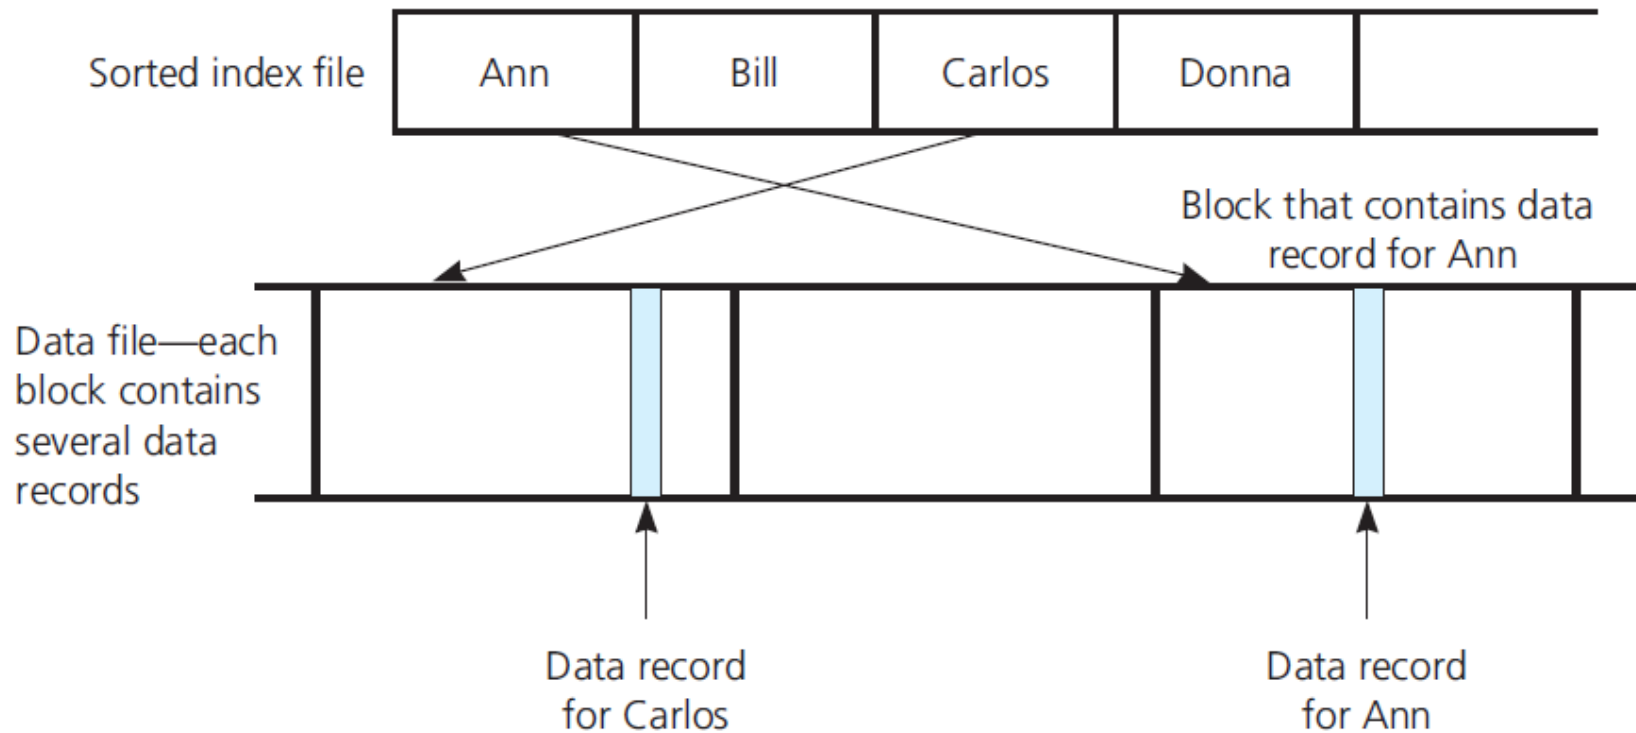 Sorted index file
Ann
Bill
Carlos
Donna
Block that contains data
record for Ann
Data file—each
block contains
several data
records
Data record
for Carlos
Data record
for Ann